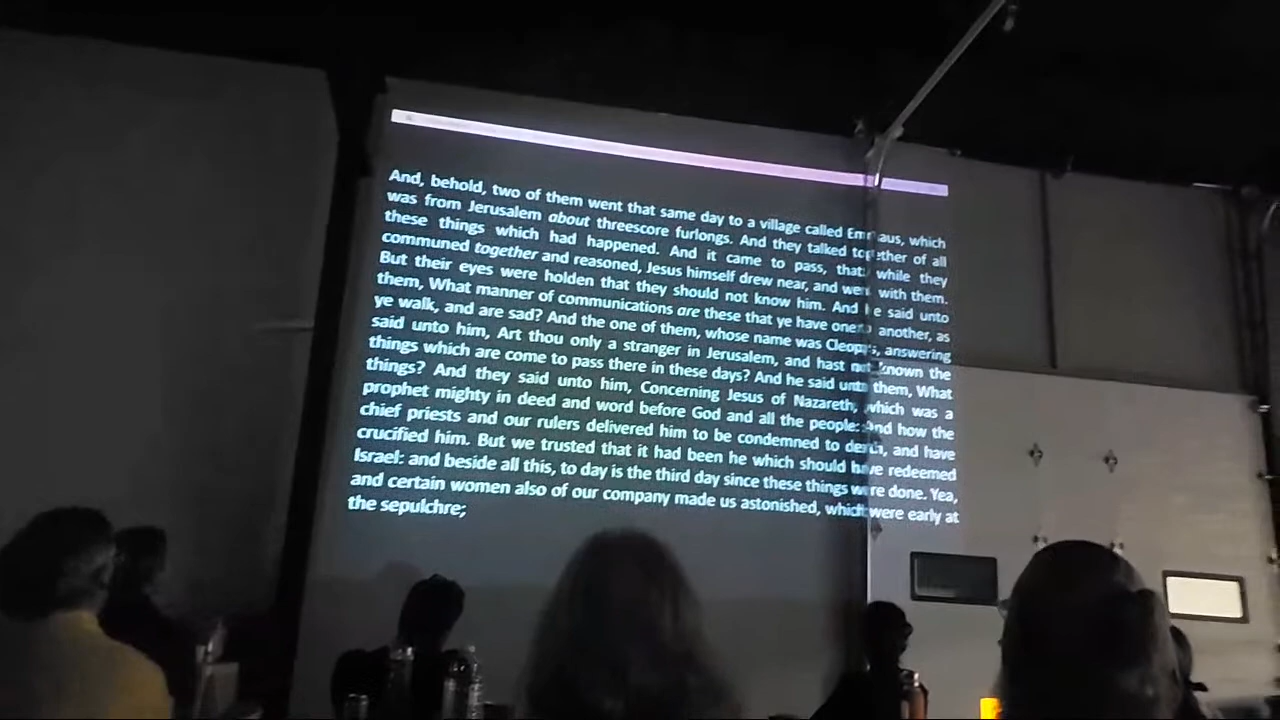 And, behold, two of them went that same day to a village called Emmaus, which
was from Jerusalem about threescore furlongs. And they talked together of all
these things which had happened. And it came to pass, that, while they
communed together and reasoned, Jesus himself drew near, and went with them.
But their eyes were holden that they should not know him. And he said unto
them, What manner of communications are these that ye have one to another, as
ye walk, and are sad? And the one of them, whose name was Cleopas, answering
said unto him, Art thou only a stranger in Jerusalem, and hast not known the
things which are come to pass there in these days? And he said unto them, What
things? And they said unto him, Concerning Jesus of Nazareth, which was a
prophet mighty in deed and word before God and all the people: And how the
chief priests and our rulers delivered him to be condemned to death, and have
crucified him. But we trusted that it had been he which should have redeemed
Israel: and beside all this, to day is the third day since these things were done. Yea,
and certain women also of our company made us astonished, which were early at
the sepulchre;